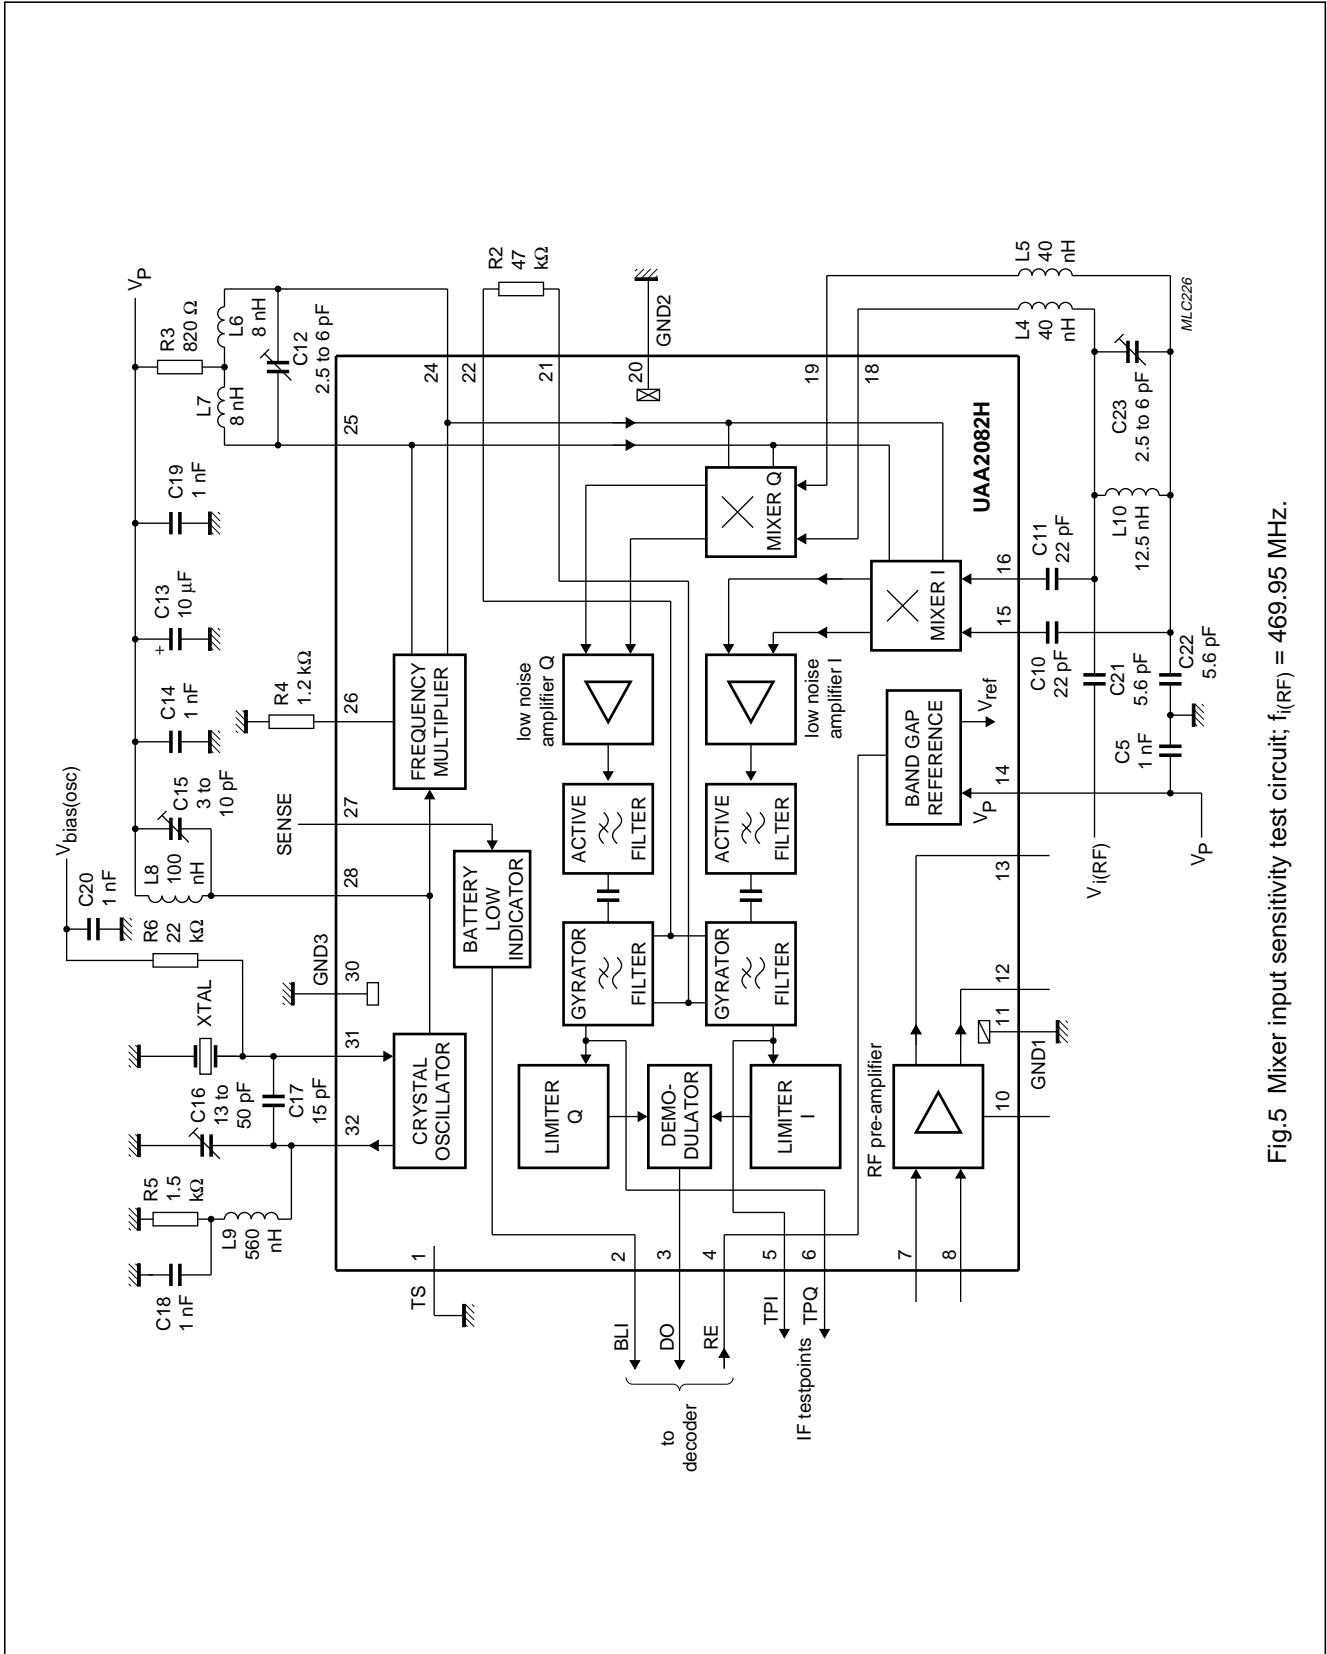 V_bias(osc)
V_P
C20
1 nF
R6
22
kΩ
XTAL
C16
13 to
50 pF
C17
15 pF
R5
1.5
kΩ
L9
560
nH
C18
1 nF
L8
100
nH
C15
3 to
10 pF
C14
1 nF
+
C13
10 µF
C19
1 nF
R3
820 Ω
L7
8 nH
L6
8 nH
C12
2.5 to 6 pF
R4
1.2 kΩ
SENSE
GND3
32
31
30
28
27
26
25
24
22
21
20
19
18
R2
47
kΩ
GND2
L5
40
nH
L4
40
nH
TS
1
CRYSTAL
OSCILLATOR
BATTERY
LOW
INDICATOR
FREQUENCY
MULTIPLIER
low noise
amplifier Q
ACTIVE
FILTER
GYRATOR
FILTER
LIMITER
Q
MIXER Q
DEMO-
DULATOR
low noise
amplifier I
ACTIVE
FILTER
GYRATOR
FILTER
LIMITER
I
MIXER I
BAND GAP
REFERENCE
V_ref
V_P
RF pre-amplifier
UAA2082H
2
3
4
5
6
7
8
BLI
DO
RE
TPI
TPQ
to
decoder
IF testpoints
10
11
12
13
14
15
16
GND1
V_i(RF)
V_P
C5
1 nF
C10
22 pF
C21
5.6 pF
C22
5.6 pF
C11
22 pF
L10
12.5 nH
C23
2.5 to 6 pF
MLC226
Fig.5 Mixer input sensitivity test circuit; f_i(RF) = 469.95 MHz.